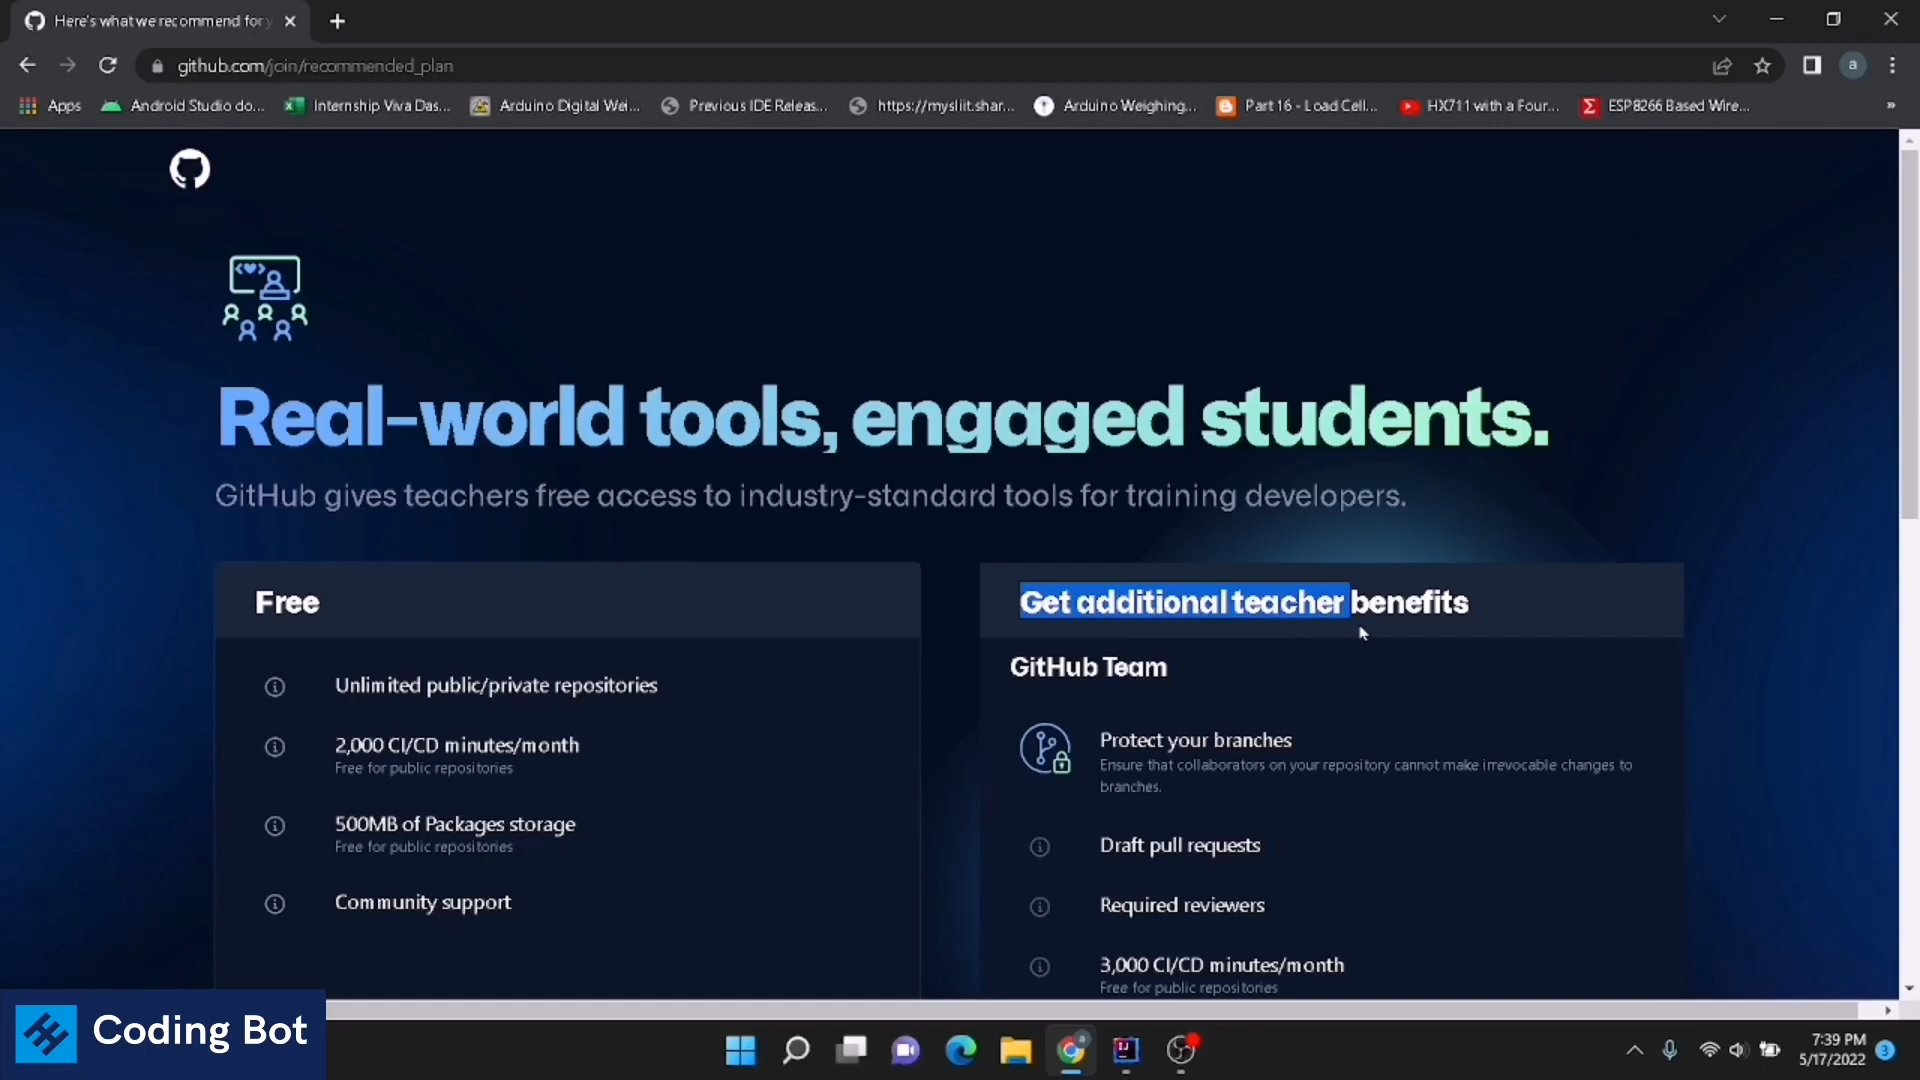 Here's what we recommend for y
github.com/join/recommended_plan
a
Apps
Android Studio do...
Internship Viva Das...
Arduino Digital Wei...
Previous IDE Releas...
https://mysliit.shar...
Arduino Weighing...
Part 16 - Load Cell...
HX711 with a Four...
ESP8266 Based Wire...
Real-world tools, engaged students.
GitHub gives teachers free access to industry-standard tools for training developers.
Free
Unlimited public/private repositories
2,000 CI/CD minutes/month
Free for public repositories
500MB of Packages storage
Free for public repositories
Community support
Get additional teacher benefits
GitHub Team
Protect your branches
Ensure that collaborators on your repository cannot make irrevocable changes to
branches.
Draft pull requests
Required reviewers
3,000 CI/CD minutes/month
Free for public repositories
Coding Bot
7:39 PM
5/17/2022
3